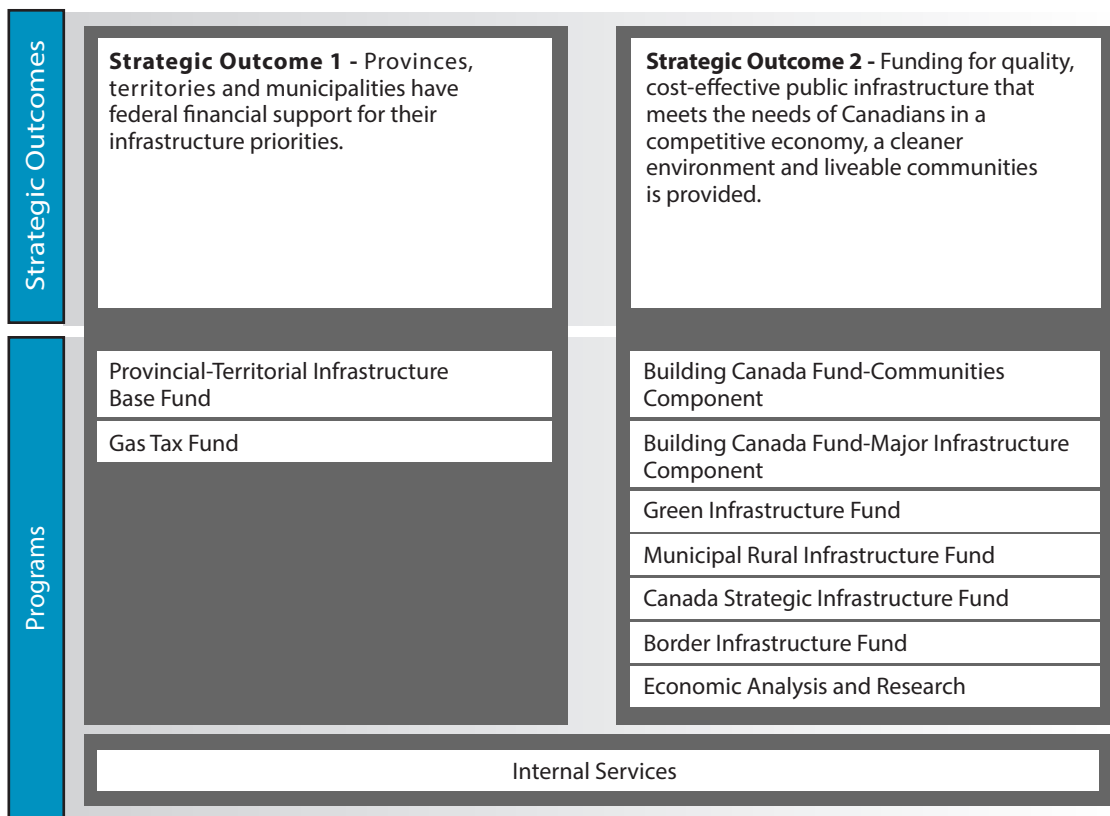 Strategic Outcomes
Strategic Outcome 1 - Provinces,
territories and municipalities have
federal financial support for their
infrastructure priorities.
Strategic Outcome 2 - Funding for quality,
cost-effective public infrastructure that
meets the needs of Canadians in a
competitive economy, a cleaner
environment and liveable communities
is provided.
Programs
Provincial-Territorial Infrastructure
Base Fund
Gas Tax Fund
Building Canada Fund-Communities
Component
Building Canada Fund-Major Infrastructure
Component
Green Infrastructure Fund
Municipal Rural Infrastructure Fund
Canada Strategic Infrastructure Fund
Border Infrastructure Fund
Economic Analysis and Research
Internal Services